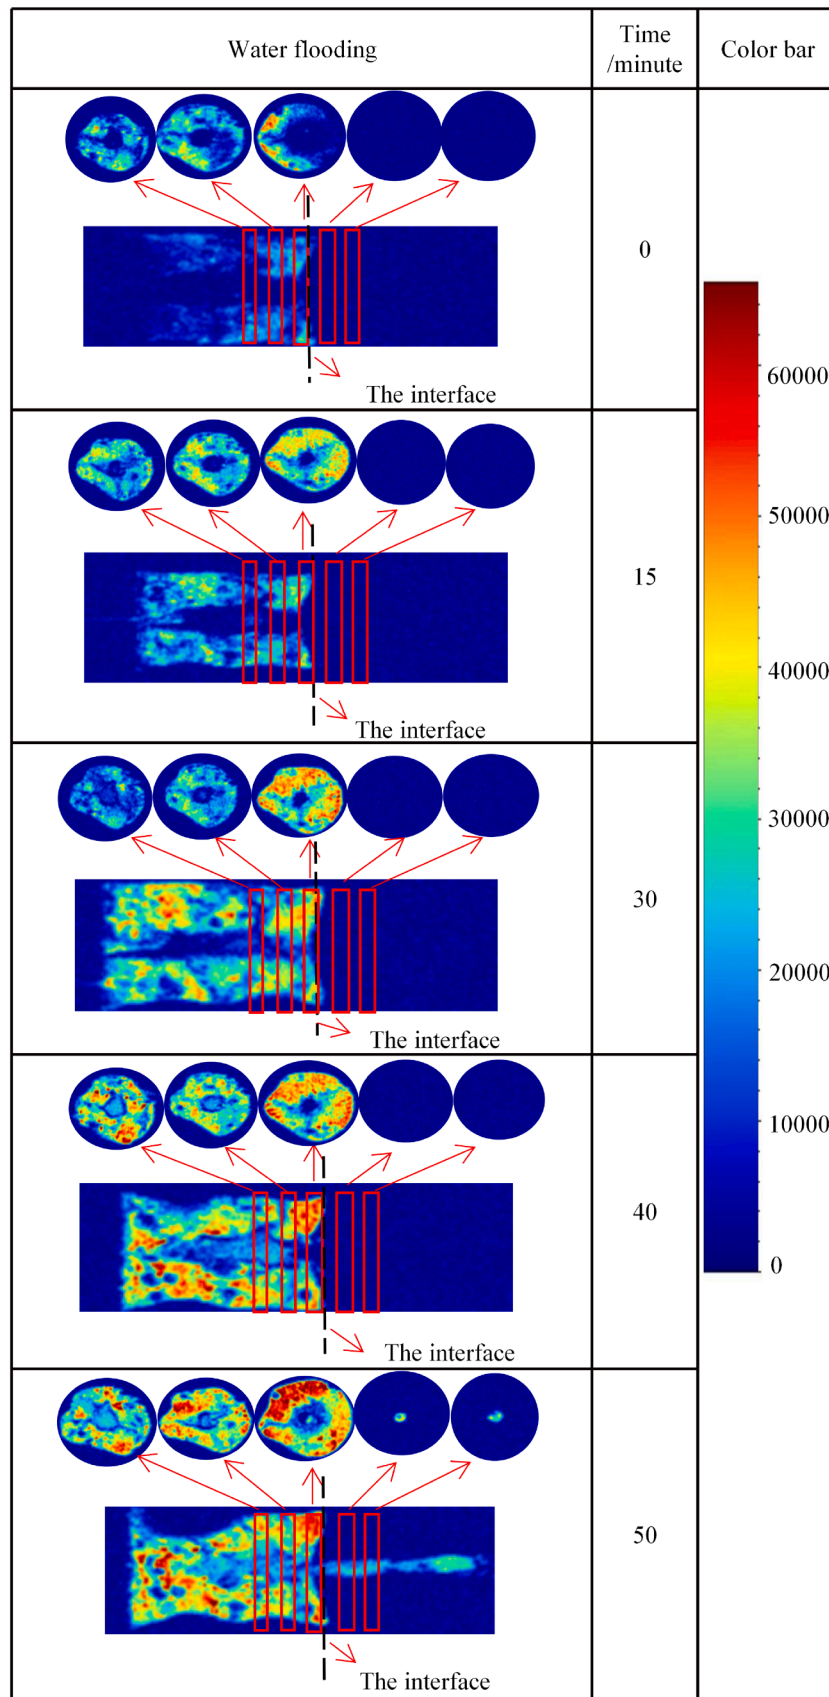 Water flooding
Time
/minute
Color bar
0
The interface
15
The interface
30
The interface
40
The interface
50
The interface
60000
50000
40000
30000
20000
10000
0